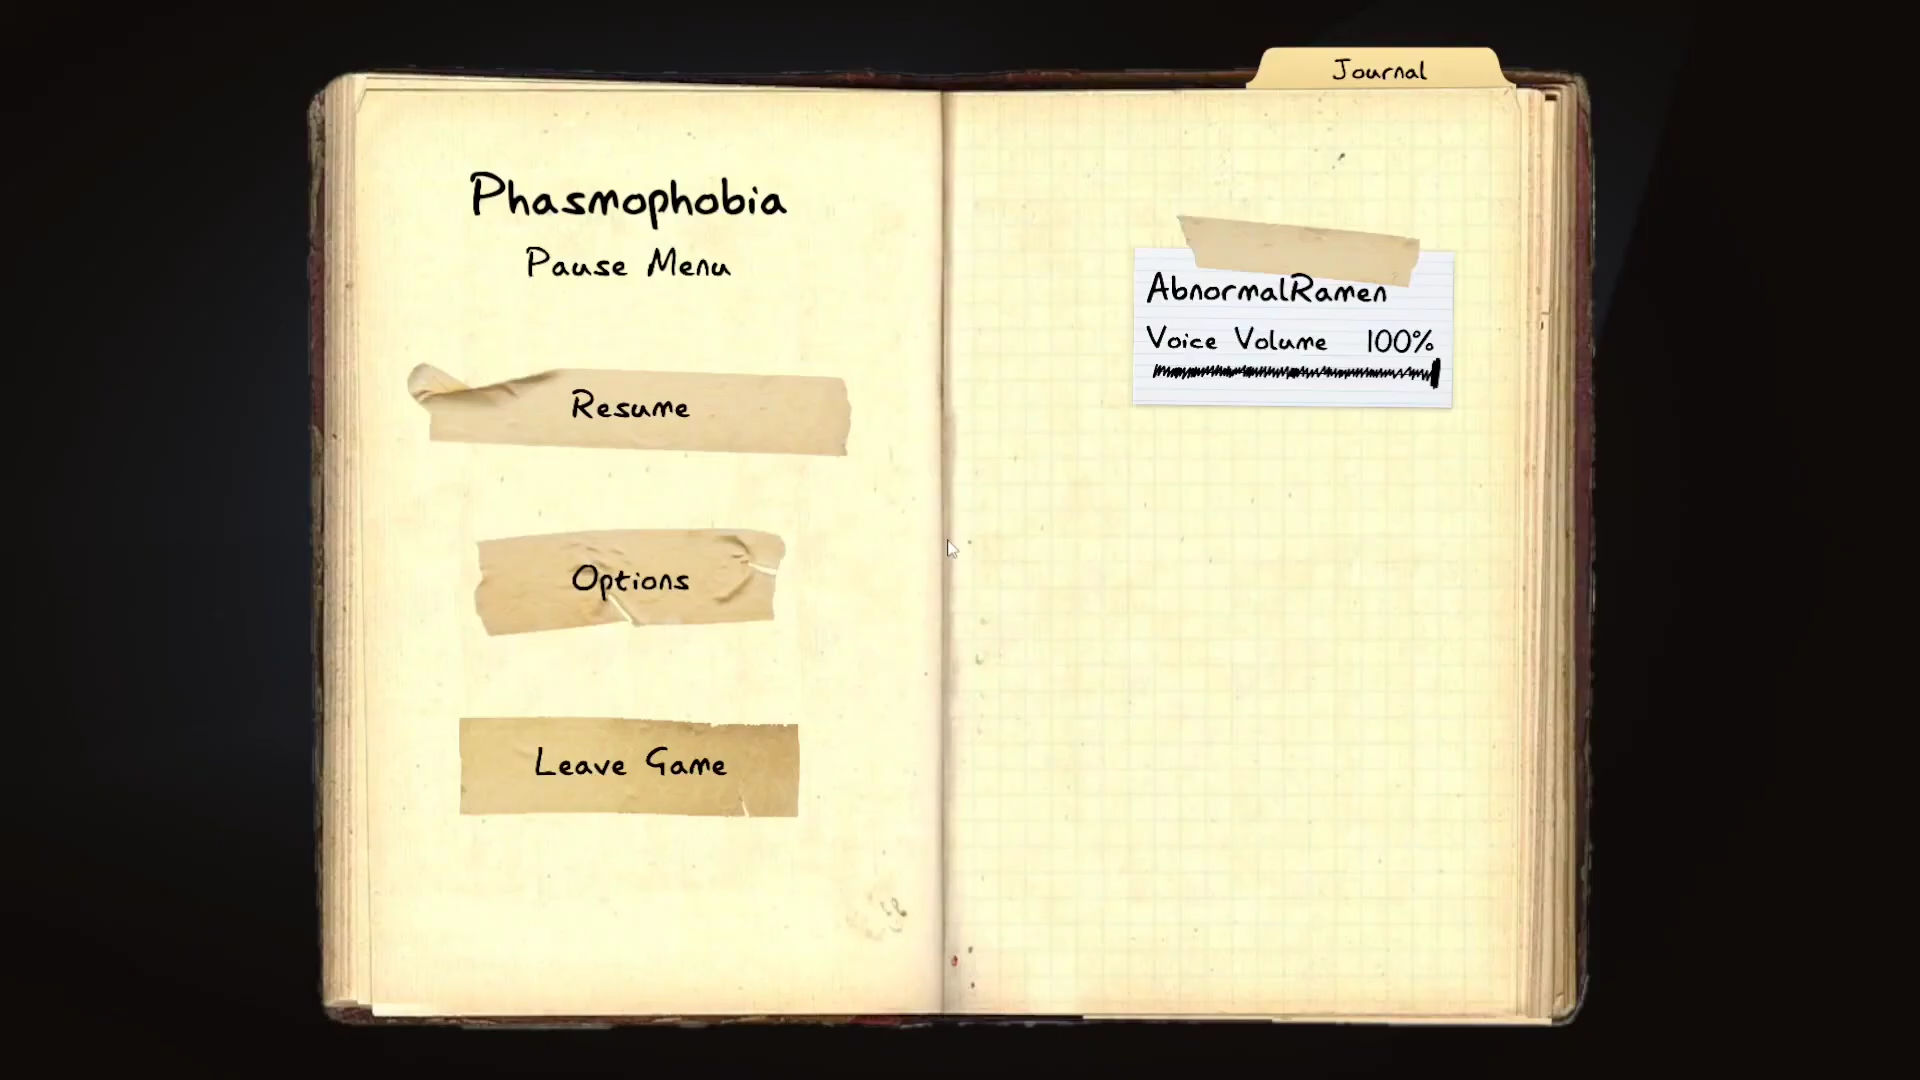 Journal
Phasmophobia
Pause Menu
Resume
Options
Leave Game
AbnormalRamen
Voice Volume 100%